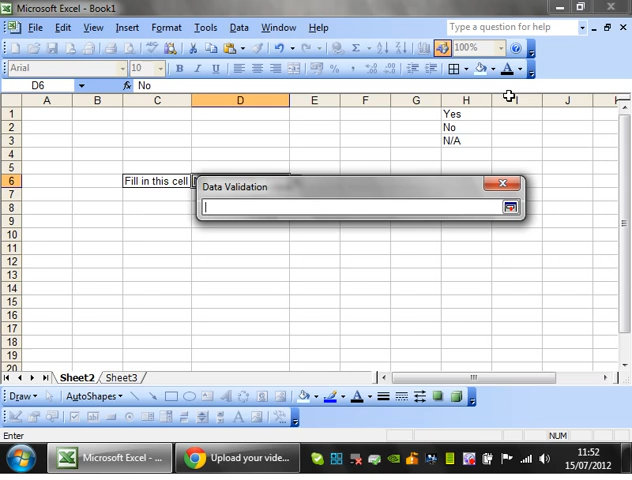 Microsoft Excel - Book1
File Edit View Insert Format Tools Data Window Help
Type a question for help
Σ 100%
Arial 10 B I U A
D6 fx No
A B C D E F G H I J
1 Yes
2 No
3 N/A
4
5
6 Fill in this cell
Data Validation
7
8
9
10
11
12
13
14
15
16
17
18
19
20
Sheet2 Sheet3
Draw AutoShapes A
Enter NUM
Microsoft Excel - ... Upload your vide...
11:52
15/07/2012